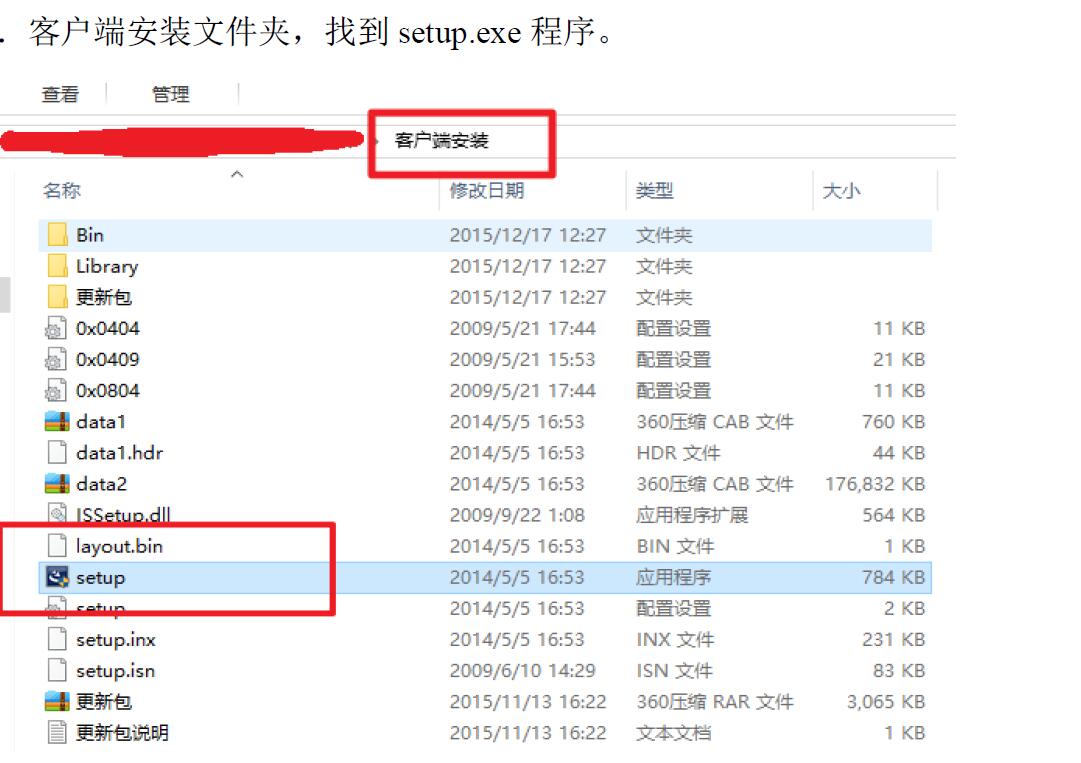 . 客户端安装文件夹，找到 setup.exe 程序。
查看 管理
客户端安装
名称 修改日期 类型 大小
Bin 2015/12/17 12:27 文件夹
Library 2015/12/17 12:27 文件夹
更新包 2015/12/17 12:27 文件夹
0x0404 2009/5/21 17:44 配置设置 11 KB
0x0409 2009/5/21 15:53 配置设置 21 KB
0x0804 2009/5/21 17:44 配置设置 11 KB
data1 2014/5/5 16:53 360压缩 CAB 文件 760 KB
data1.hdr 2014/5/5 16:53 HDR 文件 44 KB
data2 2014/5/5 16:53 360压缩 CAB 文件 176,832 KB
ISSetup.dll 2009/9/22 1:08 应用程序扩展 564 KB
layout.bin 2014/5/5 16:53 BIN 文件 1 KB
setup 2014/5/5 16:53 应用程序 784 KB
setup 2014/5/5 16:53 配置设置 2 KB
setup.inx 2014/5/5 16:53 INX 文件 231 KB
setup.isn 2009/6/10 14:29 ISN 文件 83 KB
更新包 2015/11/13 16:22 360压缩 RAR 文件 3,065 KB
更新包说明 2015/11/13 16:22 文本文档 1 KB